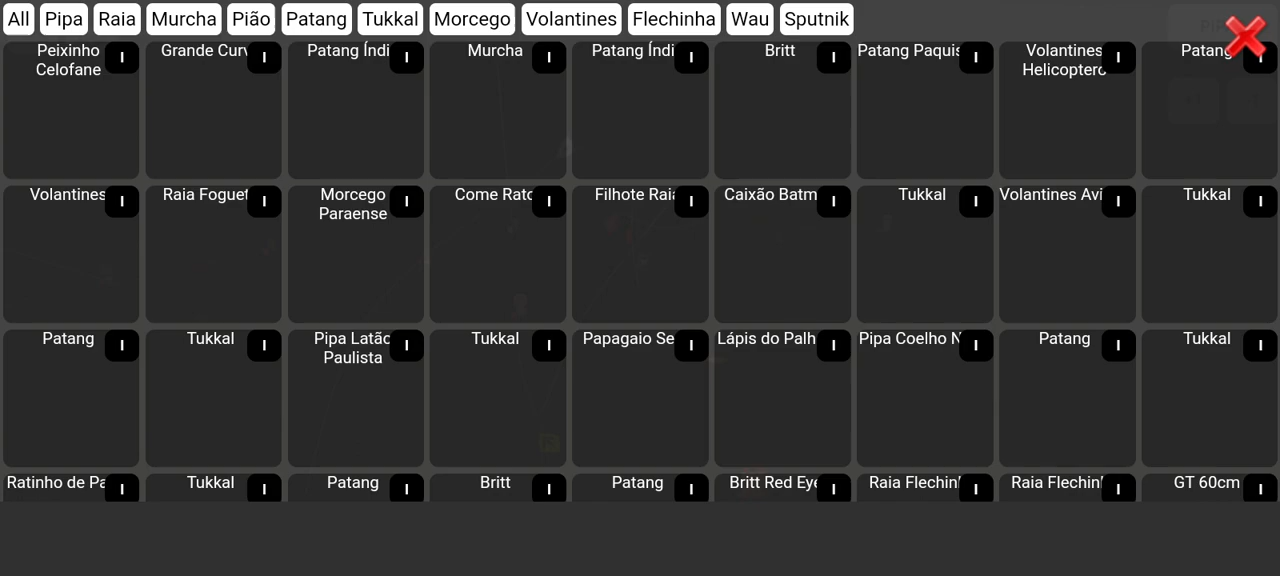 All Pipa Raia Murcha Pião Patang Tukkal Morcego Volantines Flechinha Wau Sputnik
Peixinho Celofane I
Grande Curv I
Patang Índi I
Murcha I
Patang Índi I
Britt I
Patang Paquis I
Volantines Helicoptero I
Patang I
Volantines I
Raia Foguet I
Morcego Paraense I
Come Rato I
Filhote Raia I
Caixão Batm I
Tukkal I
Volantines Avi I
Tukkal I
Patang I
Tukkal I
Pipa Latão Paulista I
Tukkal I
Papagaio Se I
Lápis do Palh I
Pipa Coelho N I
Patang I
Tukkal I
Ratinho de Pa I
Tukkal I
Patang I
Britt I
Patang I
Britt Red Eye I
Raia Flechinl I
Raia Flechinl I
GT 60cm I